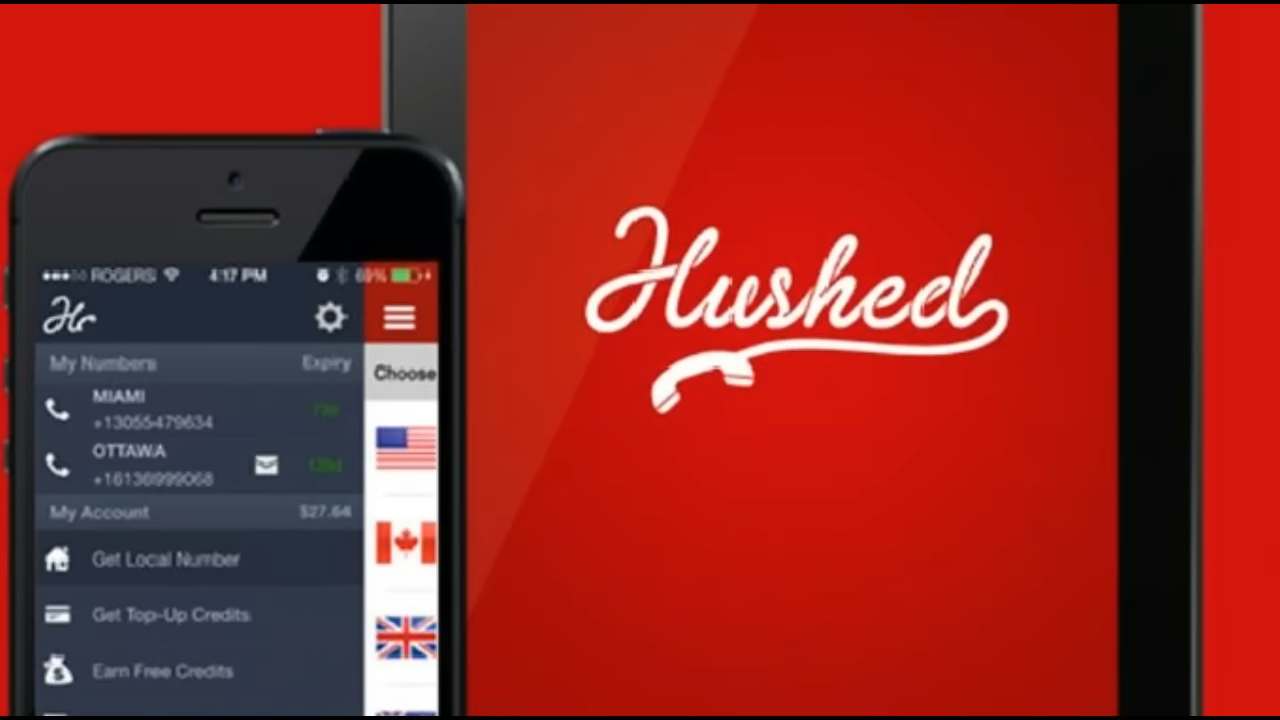 ROGERS 4:17 PM 69%
Hr
My Numbers Expiry
Choose
MIAMI
+13055479634
OTTAWA
+16136999068
My Account $27.64
Get Local Number
Get Top-Up Credits
Earn Free Credits
Hushed